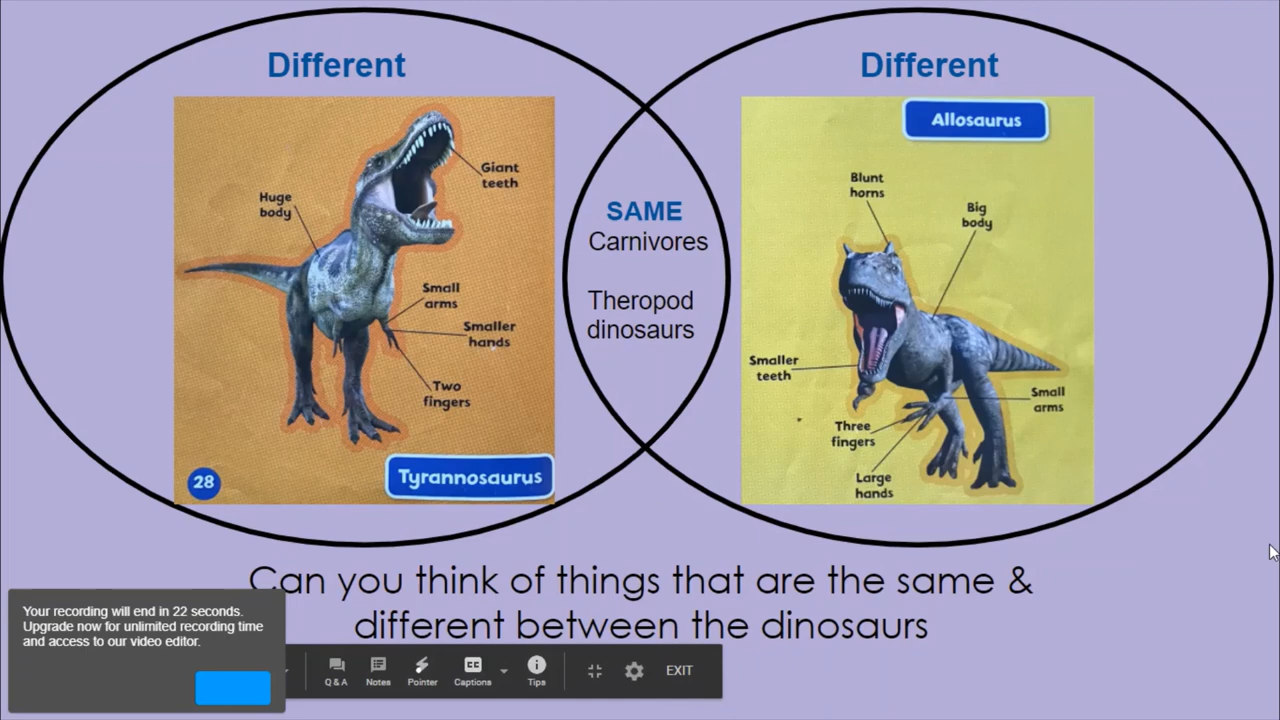 Different
Different
Giant
teeth
Huge
body
Small
arms
Smaller
hands
Two
fingers
28
Tyrannosaurus
SAME
Carnivores
Theropod
dinosaurs
Allosaurus
Blunt
horns
Big
body
Smaller
teeth
Small
arms
Three
fingers
Large
hands
Can you think of things that are the same &
different between the dinosaurs
Your recording will end in 22 seconds.
Upgrade now for unlimited recording time
and access to our video editor.
Q & A
Notes
Pointer
CC
Captions
Tips
EXIT